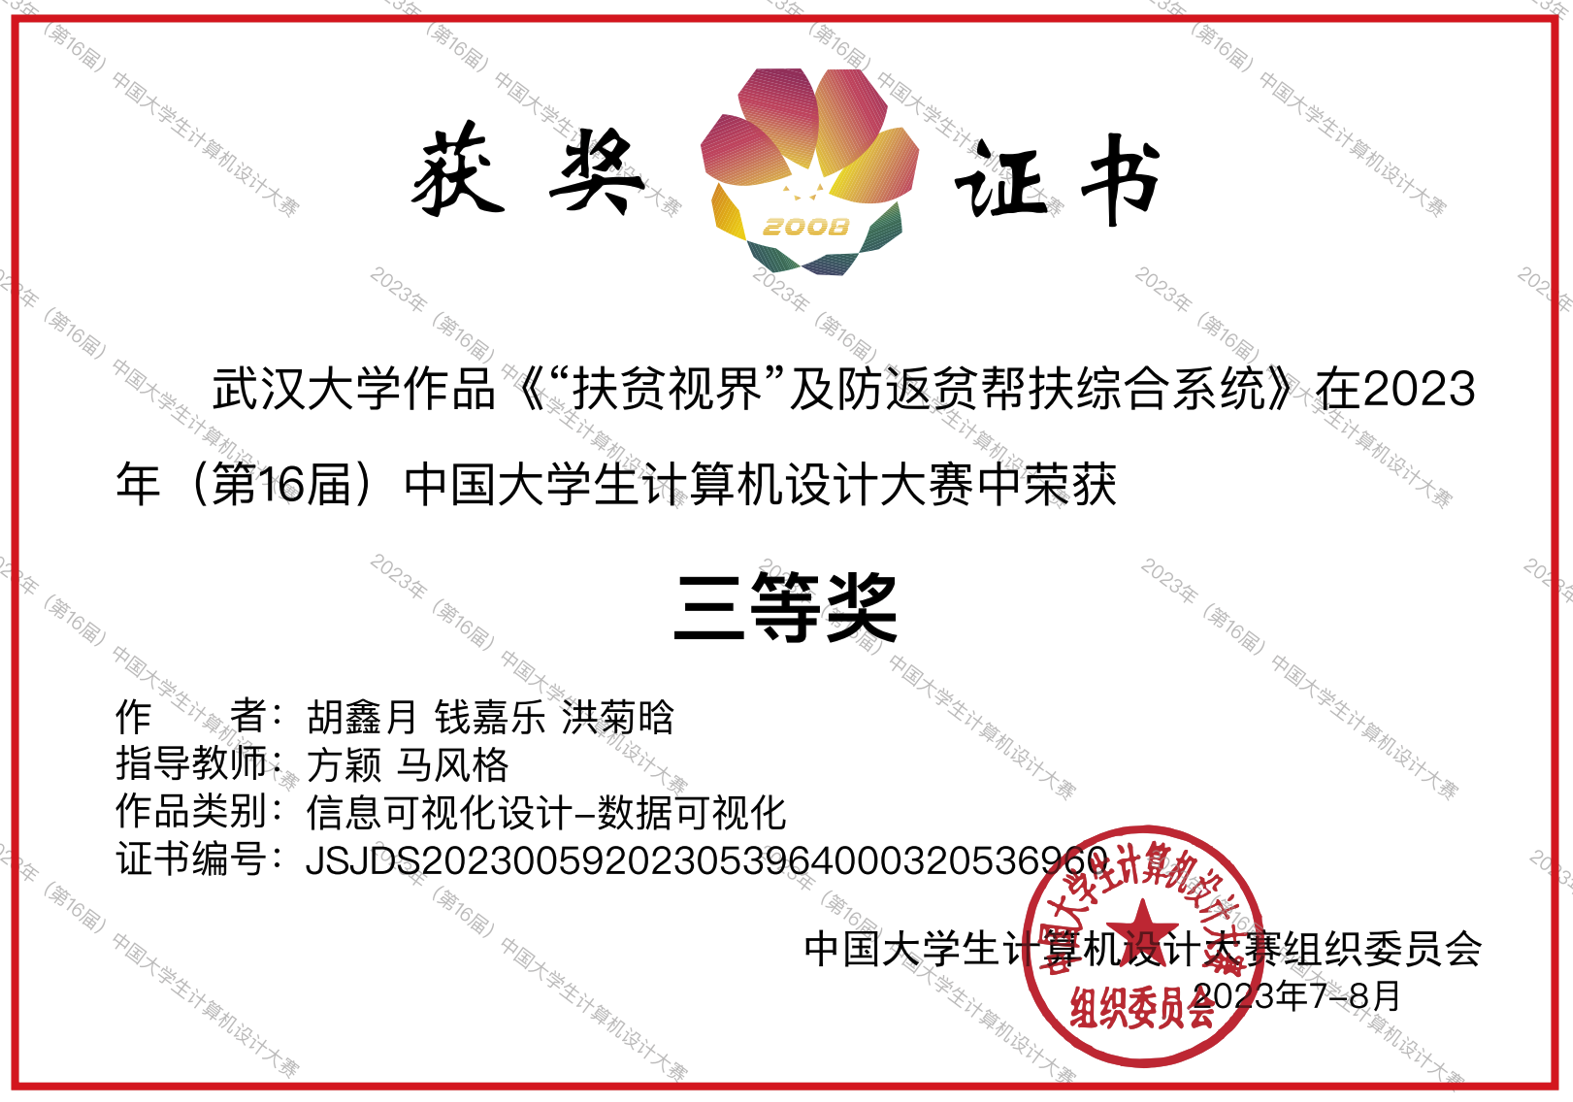 获奖证书
2008
武汉大学作品《“扶贫视界”及防返贫帮扶综合系统》在2023
年（第16届）中国大学生计算机设计大赛中荣获
三等奖
作　　者：胡鑫月 钱嘉乐 洪菊晗
指导教师：方颖 马风格
作品类别：信息可视化设计-数据可视化
证书编号：JSJDS20230059202305396400032053696​0
中国大学生计算机设计大赛组织委员会
2023年7-8月
中国大学生计算机设计大赛
组织委员会
2023年（第16届）中国大学生计算机设计大赛